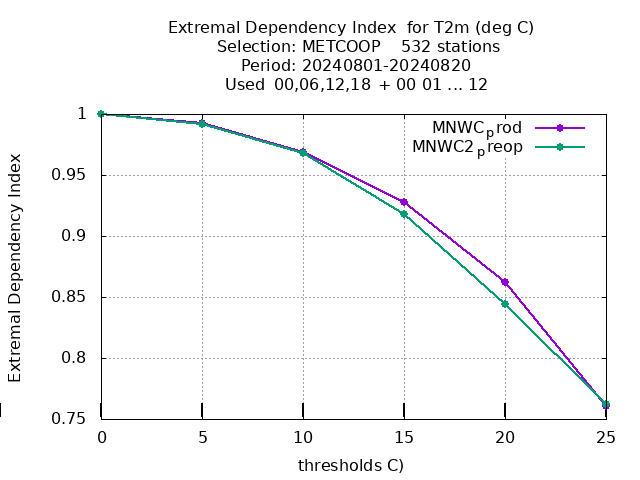 Extremal Dependency Index  for T2m (deg C)
Selection: METCOOP    532 stations
Period: 20240801-20240820
Used  00,06,12,18 + 00 01 ... 12
MNWCprod
MNWC2preop
Extremal Dependency Index
1
0.95
0.9
0.85
0.8
0.75
0 5 10 15 20 25
thresholds C)